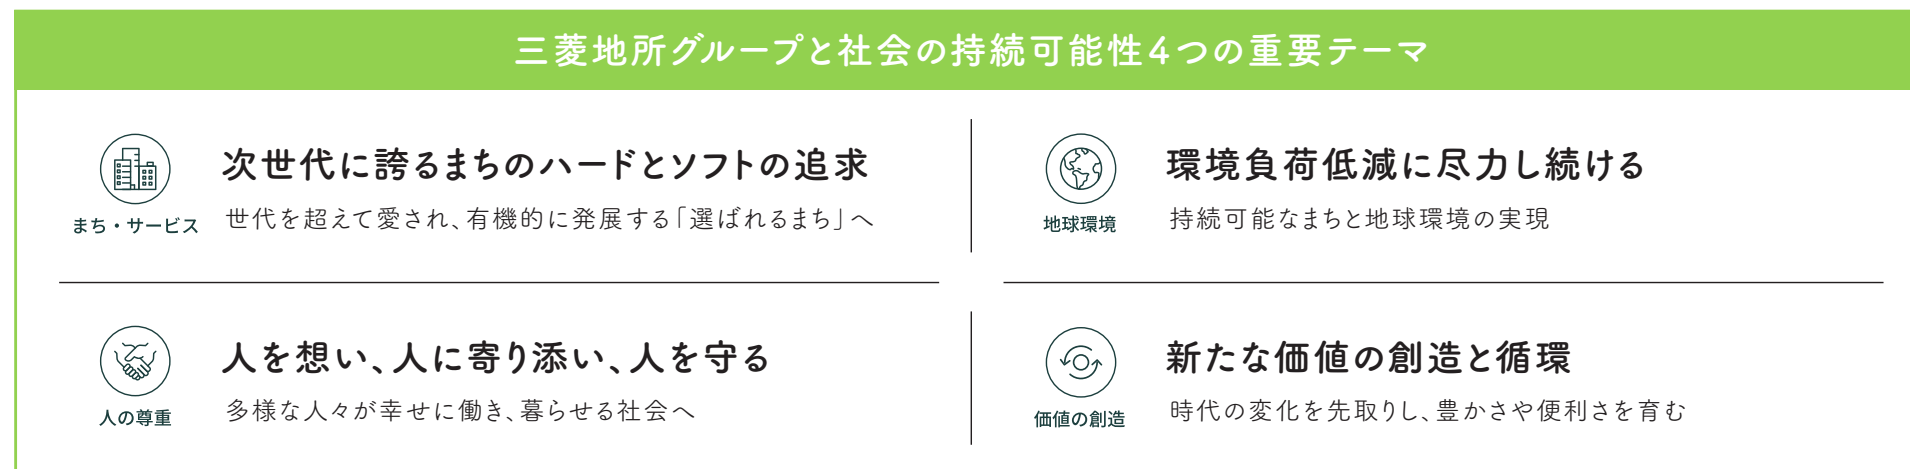 三菱地所グループと社会の持続可能性4つの重要テーマ
まち・サービス
次世代に誇るまちのハードとソフトの追求
世代を超えて愛され、有機的に発展する「選ばれるまち」へ
地球環境
環境負荷低減に尽力し続ける
持続可能なまちと地球環境の実現
人の尊重
人を想い、人に寄り添い、人を守る
多様な人々が幸せに働き、暮らせる社会へ
価値の創造
新たな価値の創造と循環
時代の変化を先取りし、豊かさや便利さを育む